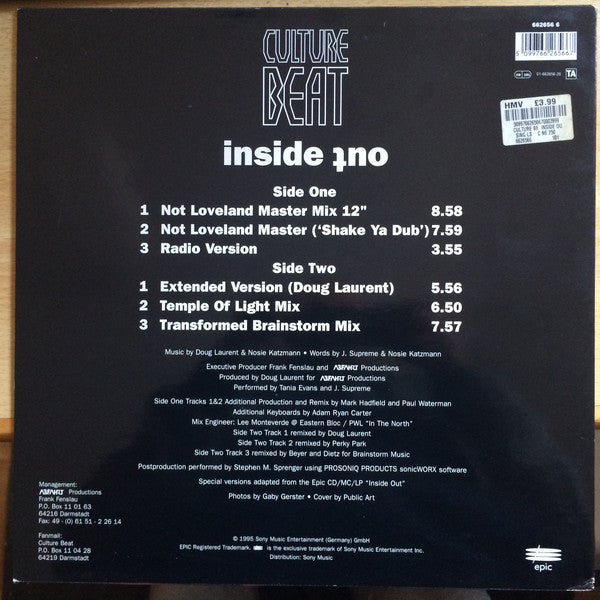 662656 6
5 099766 265667
01-662656-20
TA
HMV £3.99
CULTURE BEAT
inside out
Side One
1 Not Loveland Master Mix 12" 8.58
2 Not Loveland Master ('Shake Ya Dub') 7.59
3 Radio Version 3.55
Side Two
1 Extended Version (Doug Laurent) 5.56
2 Temple Of Light Mix 6.50
3 Transformed Brainstorm Mix 7.57
Music by Doug Laurent & Nosie Katzmann • Words by J. Supreme & Nosie Katzmann
Executive Producer Frank Fenslau and ABFAHRT Productions
Produced by Doug Laurent for ABFAHRT Productions
Performed by Tania Evans and J. Supreme
Side One Tracks 1&2 Additional Production and Remix by Mark Hadfield and Paul Waterman
Additional Keyboards by Adam Ryan Carter
Mix Engineer: Lee Monteverde @ Eastern Bloc / PWL "In The North"
Side Two Track 1 remixed by Doug Laurent
Side Two Track 2 remixed by Perky Park
Side Two Track 3 remixed by Beyer and Dietz for Brainstorm Music
Postproduction performed by Stephen M. Sprenger using PROSONIQ PRODUCTS sonicWORX software
Special versions adapted from the Epic CD/MC/LP "Inside Out"
Photos by Gaby Gerster • Cover by Public Art
Management:
ABFAHRT Productions
Frank Fenslau
P.O. Box 11 01 63
64216 Darmstadt
Fax: 49 - (0) 61 51 - 2 26 14
Fanmail:
Culture Beat
P.O. Box 11 04 28
64219 Darmstadt
℗ © 1995 Sony Music Entertainment (Germany) GmbH
EPIC Registered Trademark. is the exclusive trademark of Sony Music Entertainment Inc.
Distribution: Sony Music
epic